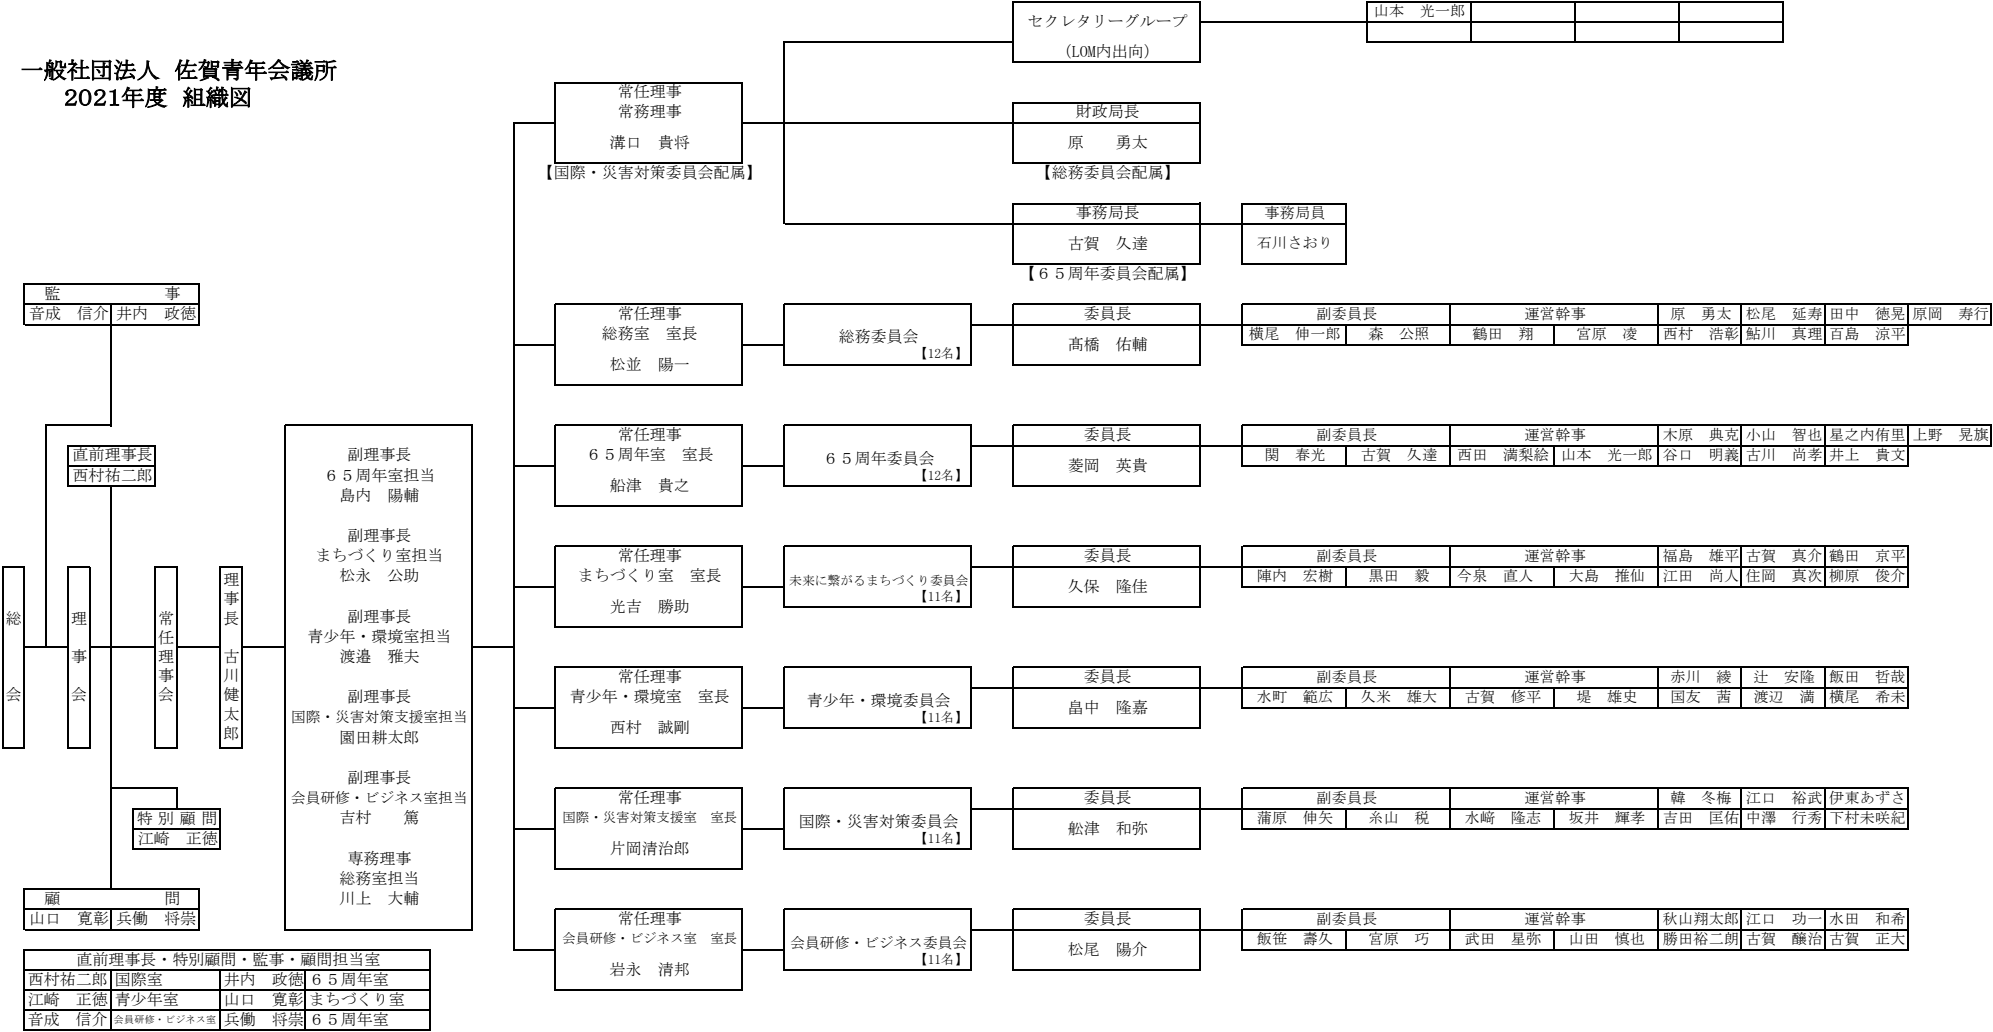 一般社団法人 佐賀青年会議所
2021年度 組織図
セクレタリーグループ
(LOM内出向)
山本 光一郎
常任理事
常務理事
溝口 貴将
【国際・災害対策委員会配属】
財政局長
原 勇太
【総務委員会配属】
事務局長
古賀 久達
【６５周年委員会配属】
事務局員
石川さおり
監 事
音成 信介 井内 政徳
直前理事長
西村祐二郎
総 会
理 事 会
常任理事会
理事長 古川健太郎
特別顧問
江崎 正徳
顧 問
山口 寛彰 兵働 将崇
副理事長
６５周年室担当
島内 陽輔
副理事長
まちづくり室担当
松永 公助
副理事長
青少年・環境室担当
渡邉 雅夫
副理事長
国際・災害対策支援室担当
園田耕太郎
副理事長
会員研修・ビジネス室担当
吉村 篤
専務理事
総務室担当
川上 大輔
常任理事
総務室 室長
松並 陽一
総務委員会
【12名】
委員長
髙橋 佑輔
副委員長 運営幹事 原 勇太 松尾 延寿 田中 徳晃 原岡 寿行
横尾 伸一郎 森 公照 鶴田 翔 宮原 凌 西村 浩彰 鮎川 真理 百島 涼平
常任理事
６５周年室 室長
船津 貴之
６５周年委員会
【12名】
委員長
菱岡 英貴
副委員長 運営幹事 木原 典克 小山 智也 星之内侑里 上野 晃旗
関 春光 古賀 久達 西田 満梨絵 山本 光一郎 谷口 明義 古川 尚孝 井上 貴文
常任理事
まちづくり室 室長
光吉 勝助
未来に繋がるまちづくり委員会
【11名】
委員長
久保 隆佳
副委員長 運営幹事 福島 雄平 古賀 真介 鶴田 京平
陣内 宏樹 黒田 毅 今泉 直人 大島 推仙 江田 尚人 住岡 真次 柳原 俊介
常任理事
青少年・環境室 室長
西村 誠剛
青少年・環境委員会
【11名】
委員長
畠中 隆嘉
副委員長 運営幹事 赤川 綾 辻 安隆 飯田 哲哉
水町 範広 久米 雄大 古賀 修平 堤 雄史 国友 茜 渡辺 満 横尾 希未
常任理事
国際・災害対策支援室 室長
片岡清治郎
国際・災害対策委員会
【11名】
委員長
舩津 和弥
副委員長 運営幹事 韓 冬梅 江口 裕武 伊東あずさ
蒲原 伸矢 糸山 税 水﨑 隆志 坂井 輝孝 吉田 匡佑 中澤 行秀 下村未咲紀
常任理事
会員研修・ビジネス室 室長
岩永 清邦
会員研修・ビジネス委員会
【11名】
委員長
松尾 陽介
副委員長 運営幹事 秋山翔太郎 江口 功一 水田 和希
飯笹 壽久 宮原 巧 武田 星弥 山田 慎也 勝田裕二朗 古賀 醸治 古賀 正大
直前理事長・特別顧問・監事・顧問担当室
西村祐二郎 国際室 井内 政徳 ６５周年室
江崎 正徳 青少年室 山口 寛彰 まちづくり室
音成 信介 会員研修・ビジネス室 兵働 将崇 ６５周年室